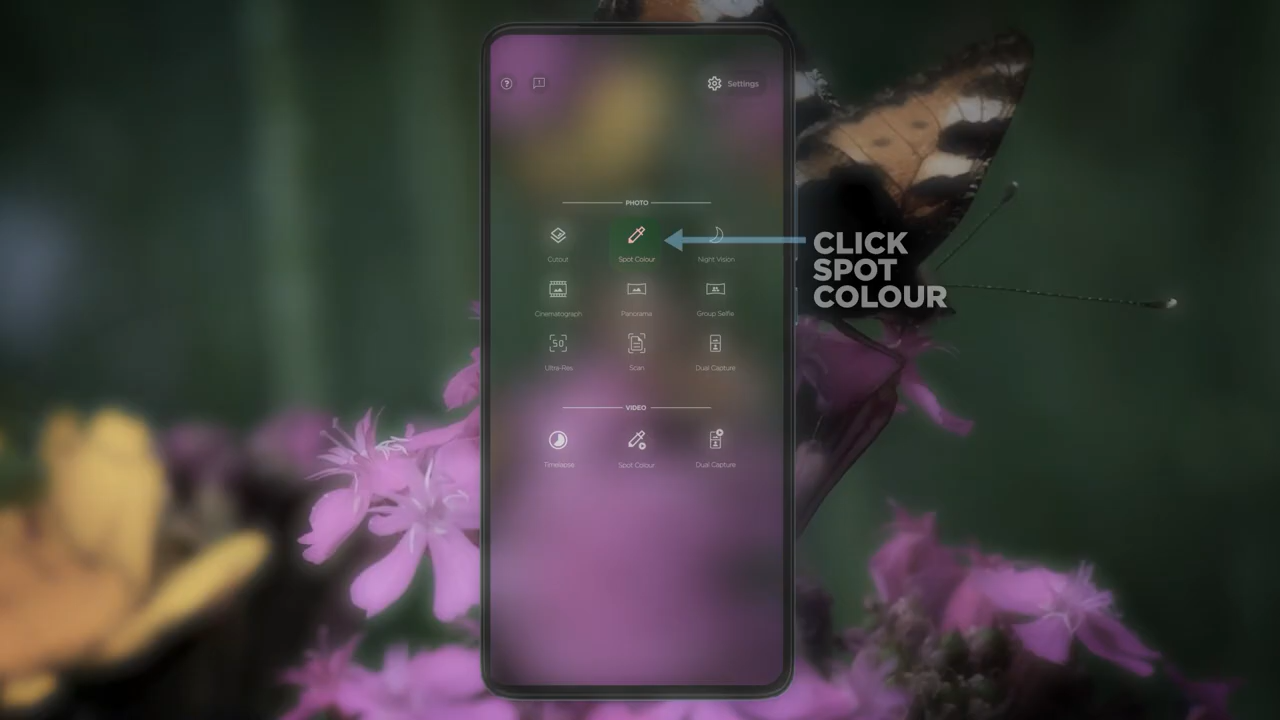 Settings
PHOTO
Cutout
Spot Colour
Night Vision
Cinematograph
Panorama
Group Selfie
50
Ultra-Res
Scan
Dual Capture
VIDEO
Timelapse
Spot Colour
Dual Capture
CLICK
SPOT
COLOUR